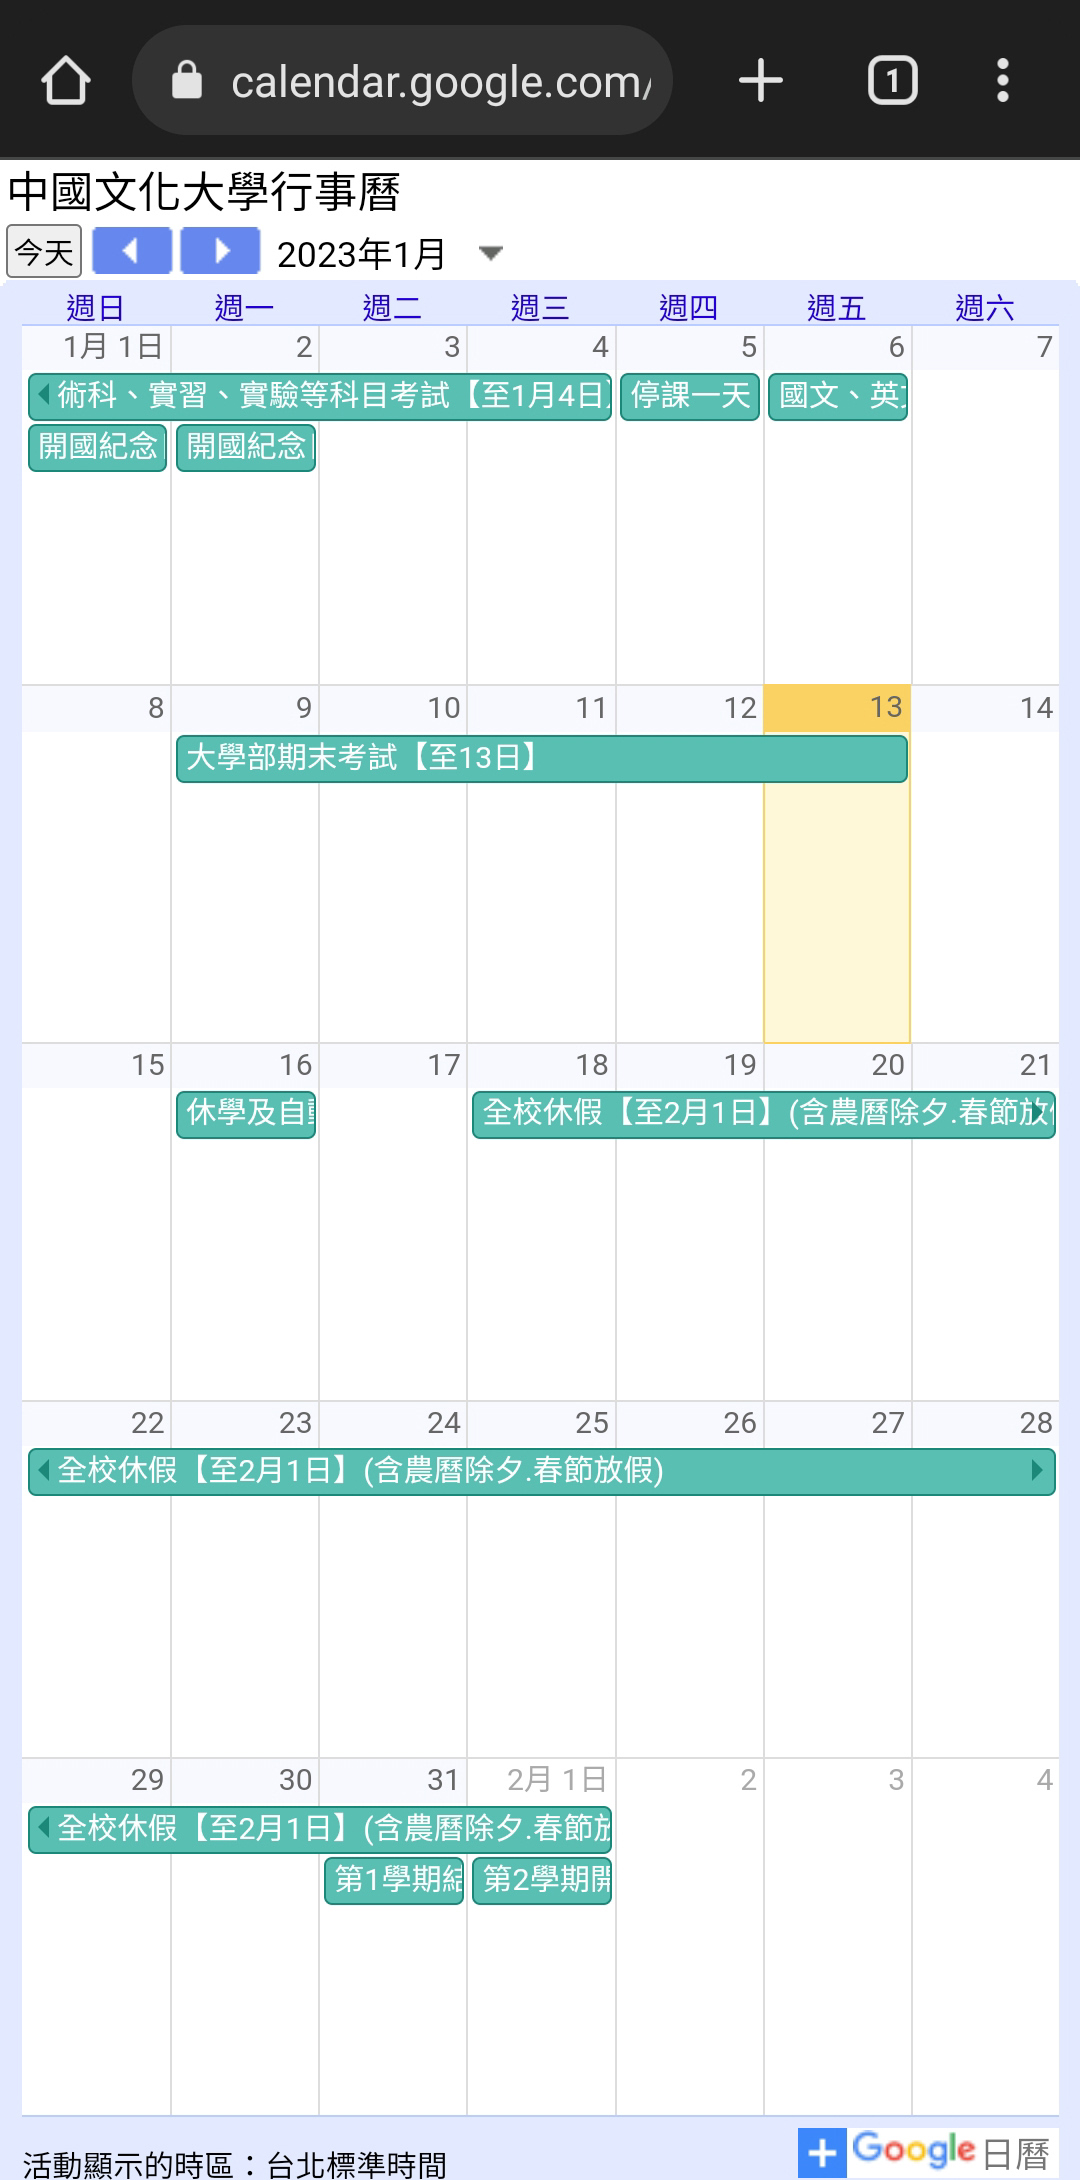 calendar.google.com/
1
中國文化大學行事曆
今天 2023年1月
週日 週一 週二 週三 週四 週五 週六
1月 1日 2 3 4 5 6 7
術科、實習、實驗等科目考試【至1月4日】 停課一天 國文、英
開國紀念 開國紀念
8 9 10 11 12 13 14
大學部期末考試【至13日】
15 16 17 18 19 20 21
休學及自 全校休假【至2月1日】(含農曆除夕.春節放
22 23 24 25 26 27 28
全校休假【至2月1日】(含農曆除夕.春節放假)
29 30 31 2月 1日 2 3 4
全校休假【至2月1日】(含農曆除夕.春節放
第1學期結 第2學期開
活動顯示的時區：台北標準時間
Google日曆